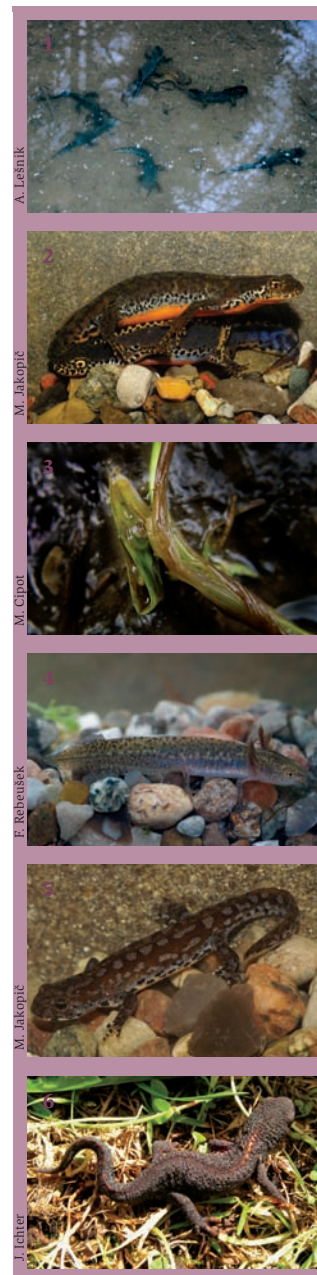 1
A. Lešnik
2
M. Jakopič
3
M. Cipot
4
F. Rebeušek
5
M. Jakopič
6
J. Ichter